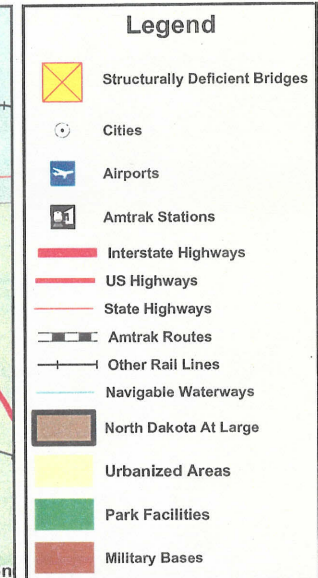 Legend
Structurally Deficient Bridges
Cities
Airports
Amtrak Stations
Interstate Highways
US Highways
State Highways
Amtrak Routes
Other Rail Lines
Navigable Waterways
North Dakota At Large
Urbanized Areas
Park Facilities
Military Bases